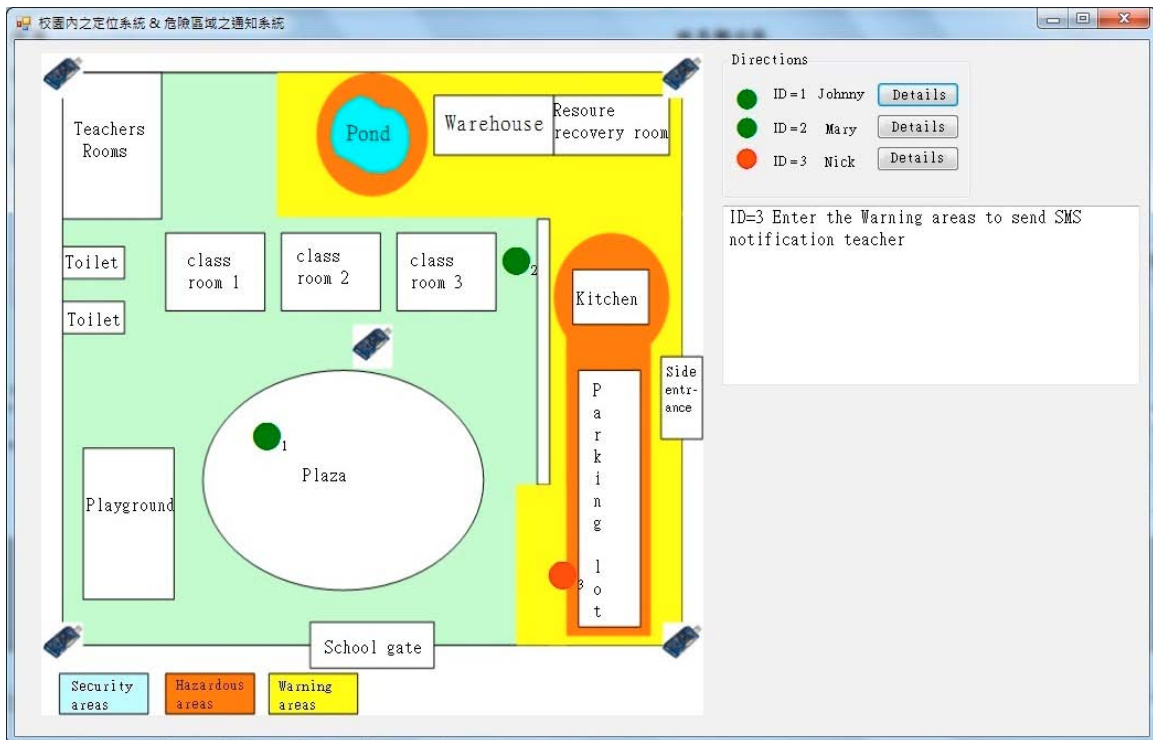 校園內之定位系統 & 危險區域之通知系統
Teachers
Rooms
Pond
Warehouse
Resoure
recovery room
Toilet
class
room 1
class
room 2
class
room 3
2
Kitchen
Toilet
Side
entr-
ance
1
Plaza
Playground
Parking lot
3
School gate
Security
areas
Hazardous
areas
Warning
areas
Directions
ID=1 Johnny Details
ID=2 Mary Details
ID=3 Nick Details
ID=3 Enter the Warning areas to send SMS
notification teacher